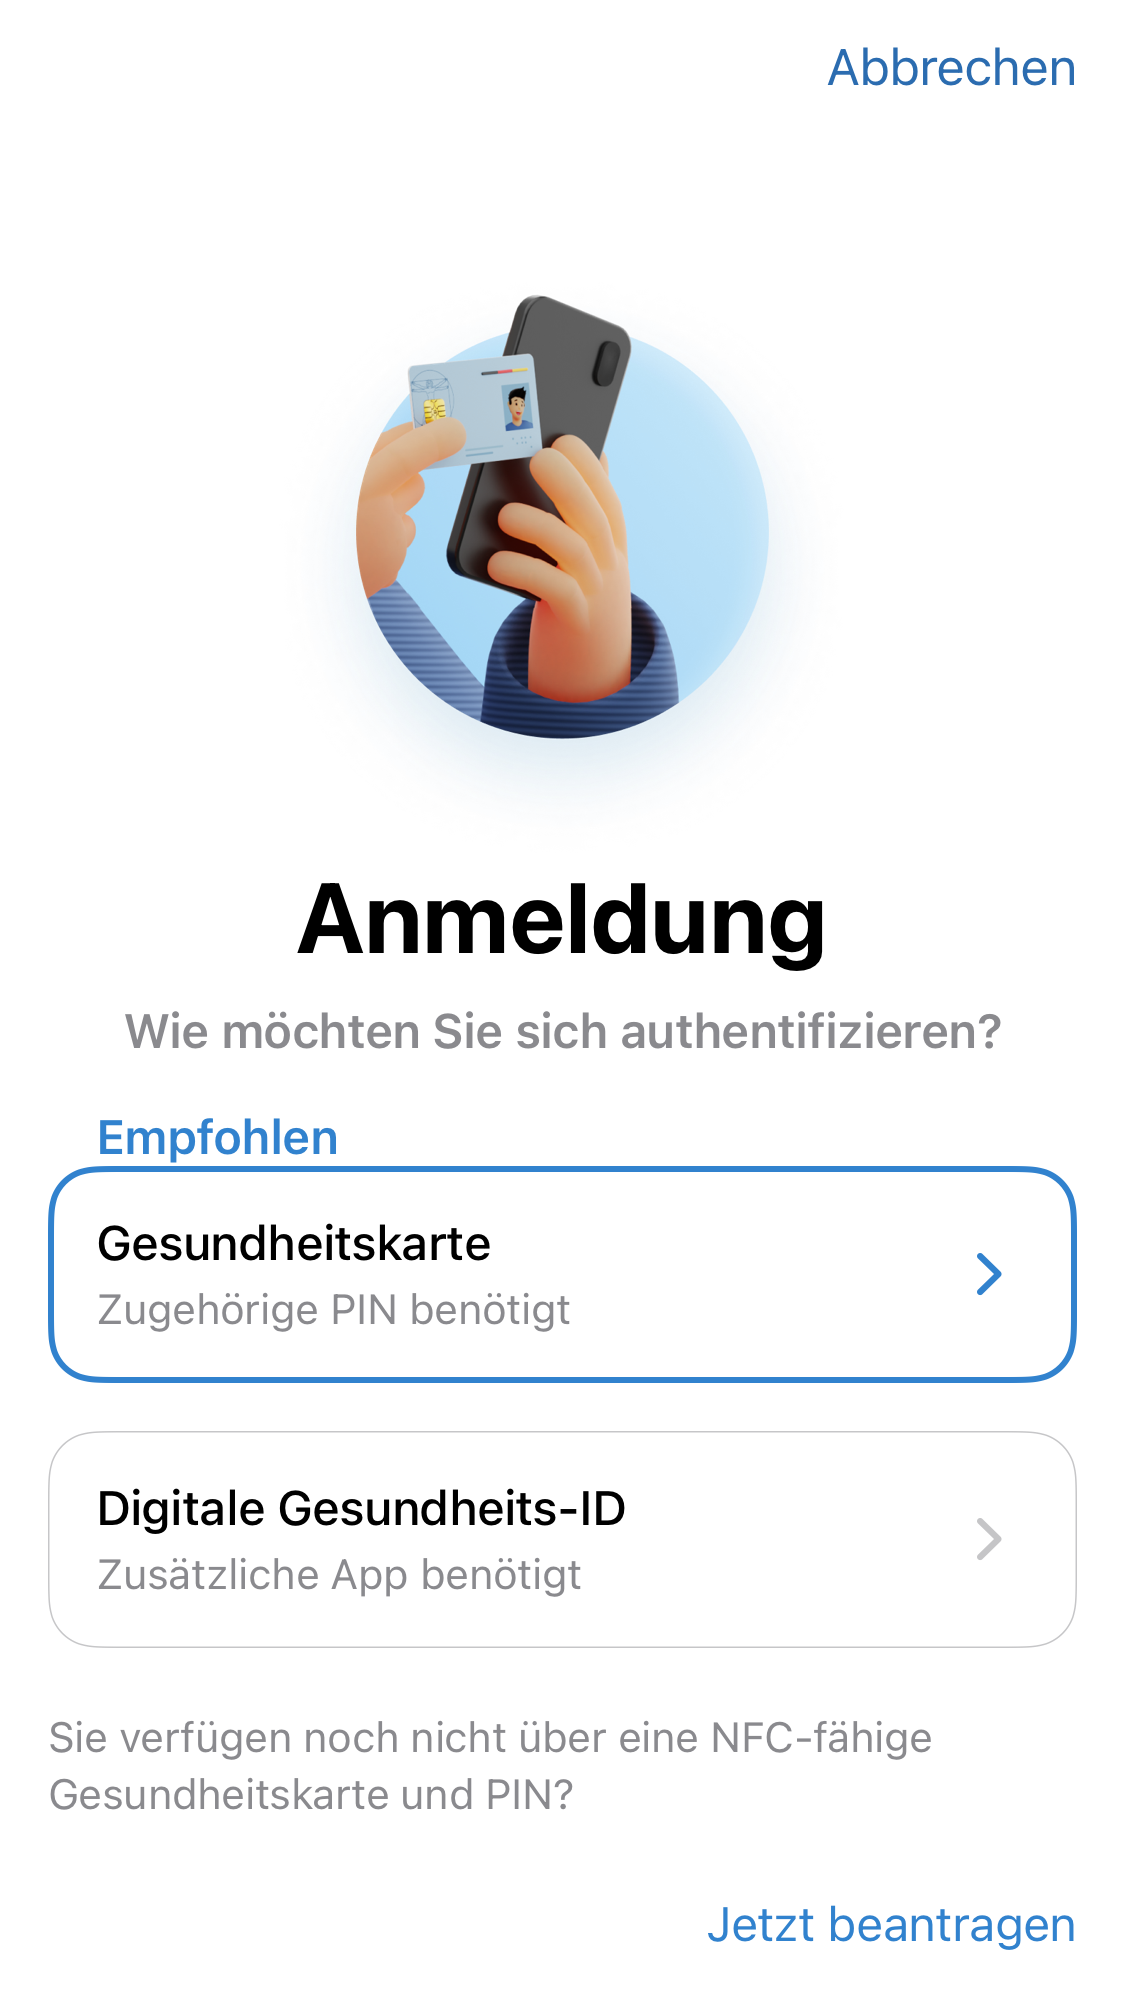 Abbrechen
Anmeldung
Wie möchten Sie sich authentifizieren?
Empfohlen
Gesundheitskarte
Zugehörige PIN benötigt
Digitale Gesundheits-ID
Zusätzliche App benötigt
Sie verfügen noch nicht über eine NFC-fähige
Gesundheitskarte und PIN?
Jetzt beantragen